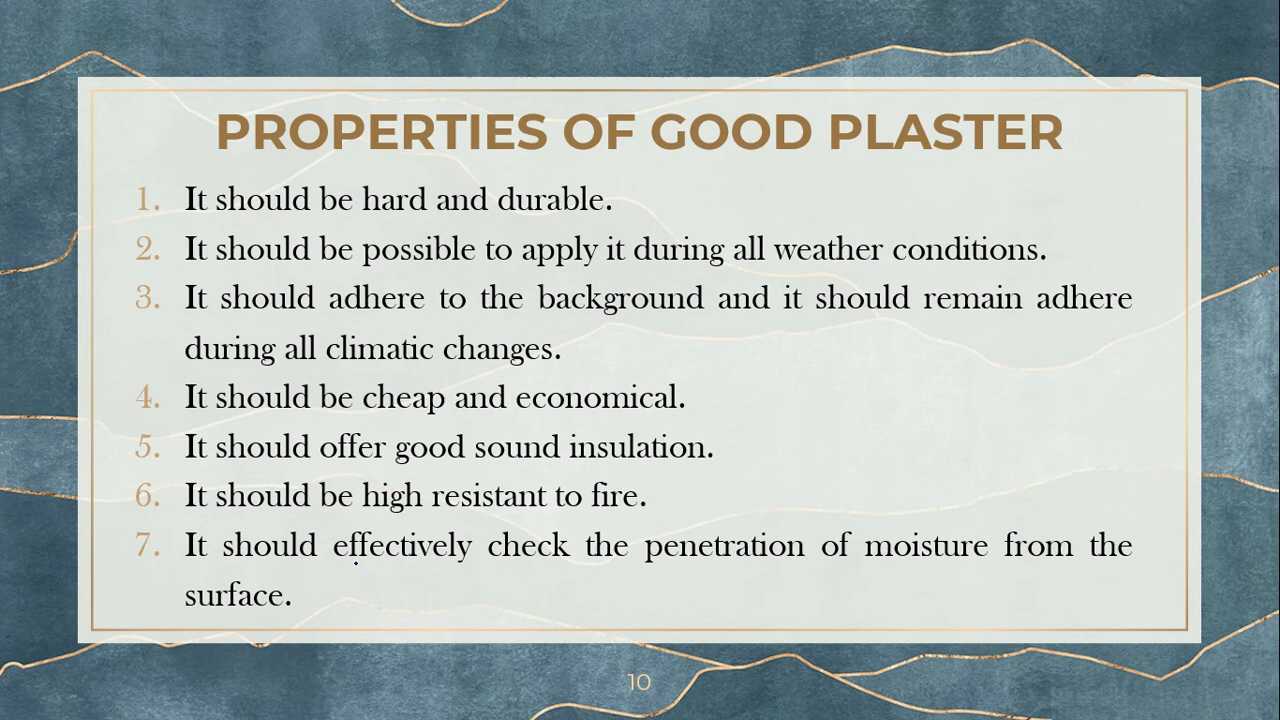 PROPERTIES OF GOOD PLASTER
1. It should be hard and durable.
2. It should be possible to apply it during all weather conditions.
3. It should adhere to the background and it should remain adhere
during all climatic changes.
4. It should be cheap and economical.
5. It should offer good sound insulation.
6. It should be high resistant to fire.
7. It should effectively check the penetration of moisture from the
surface.
10